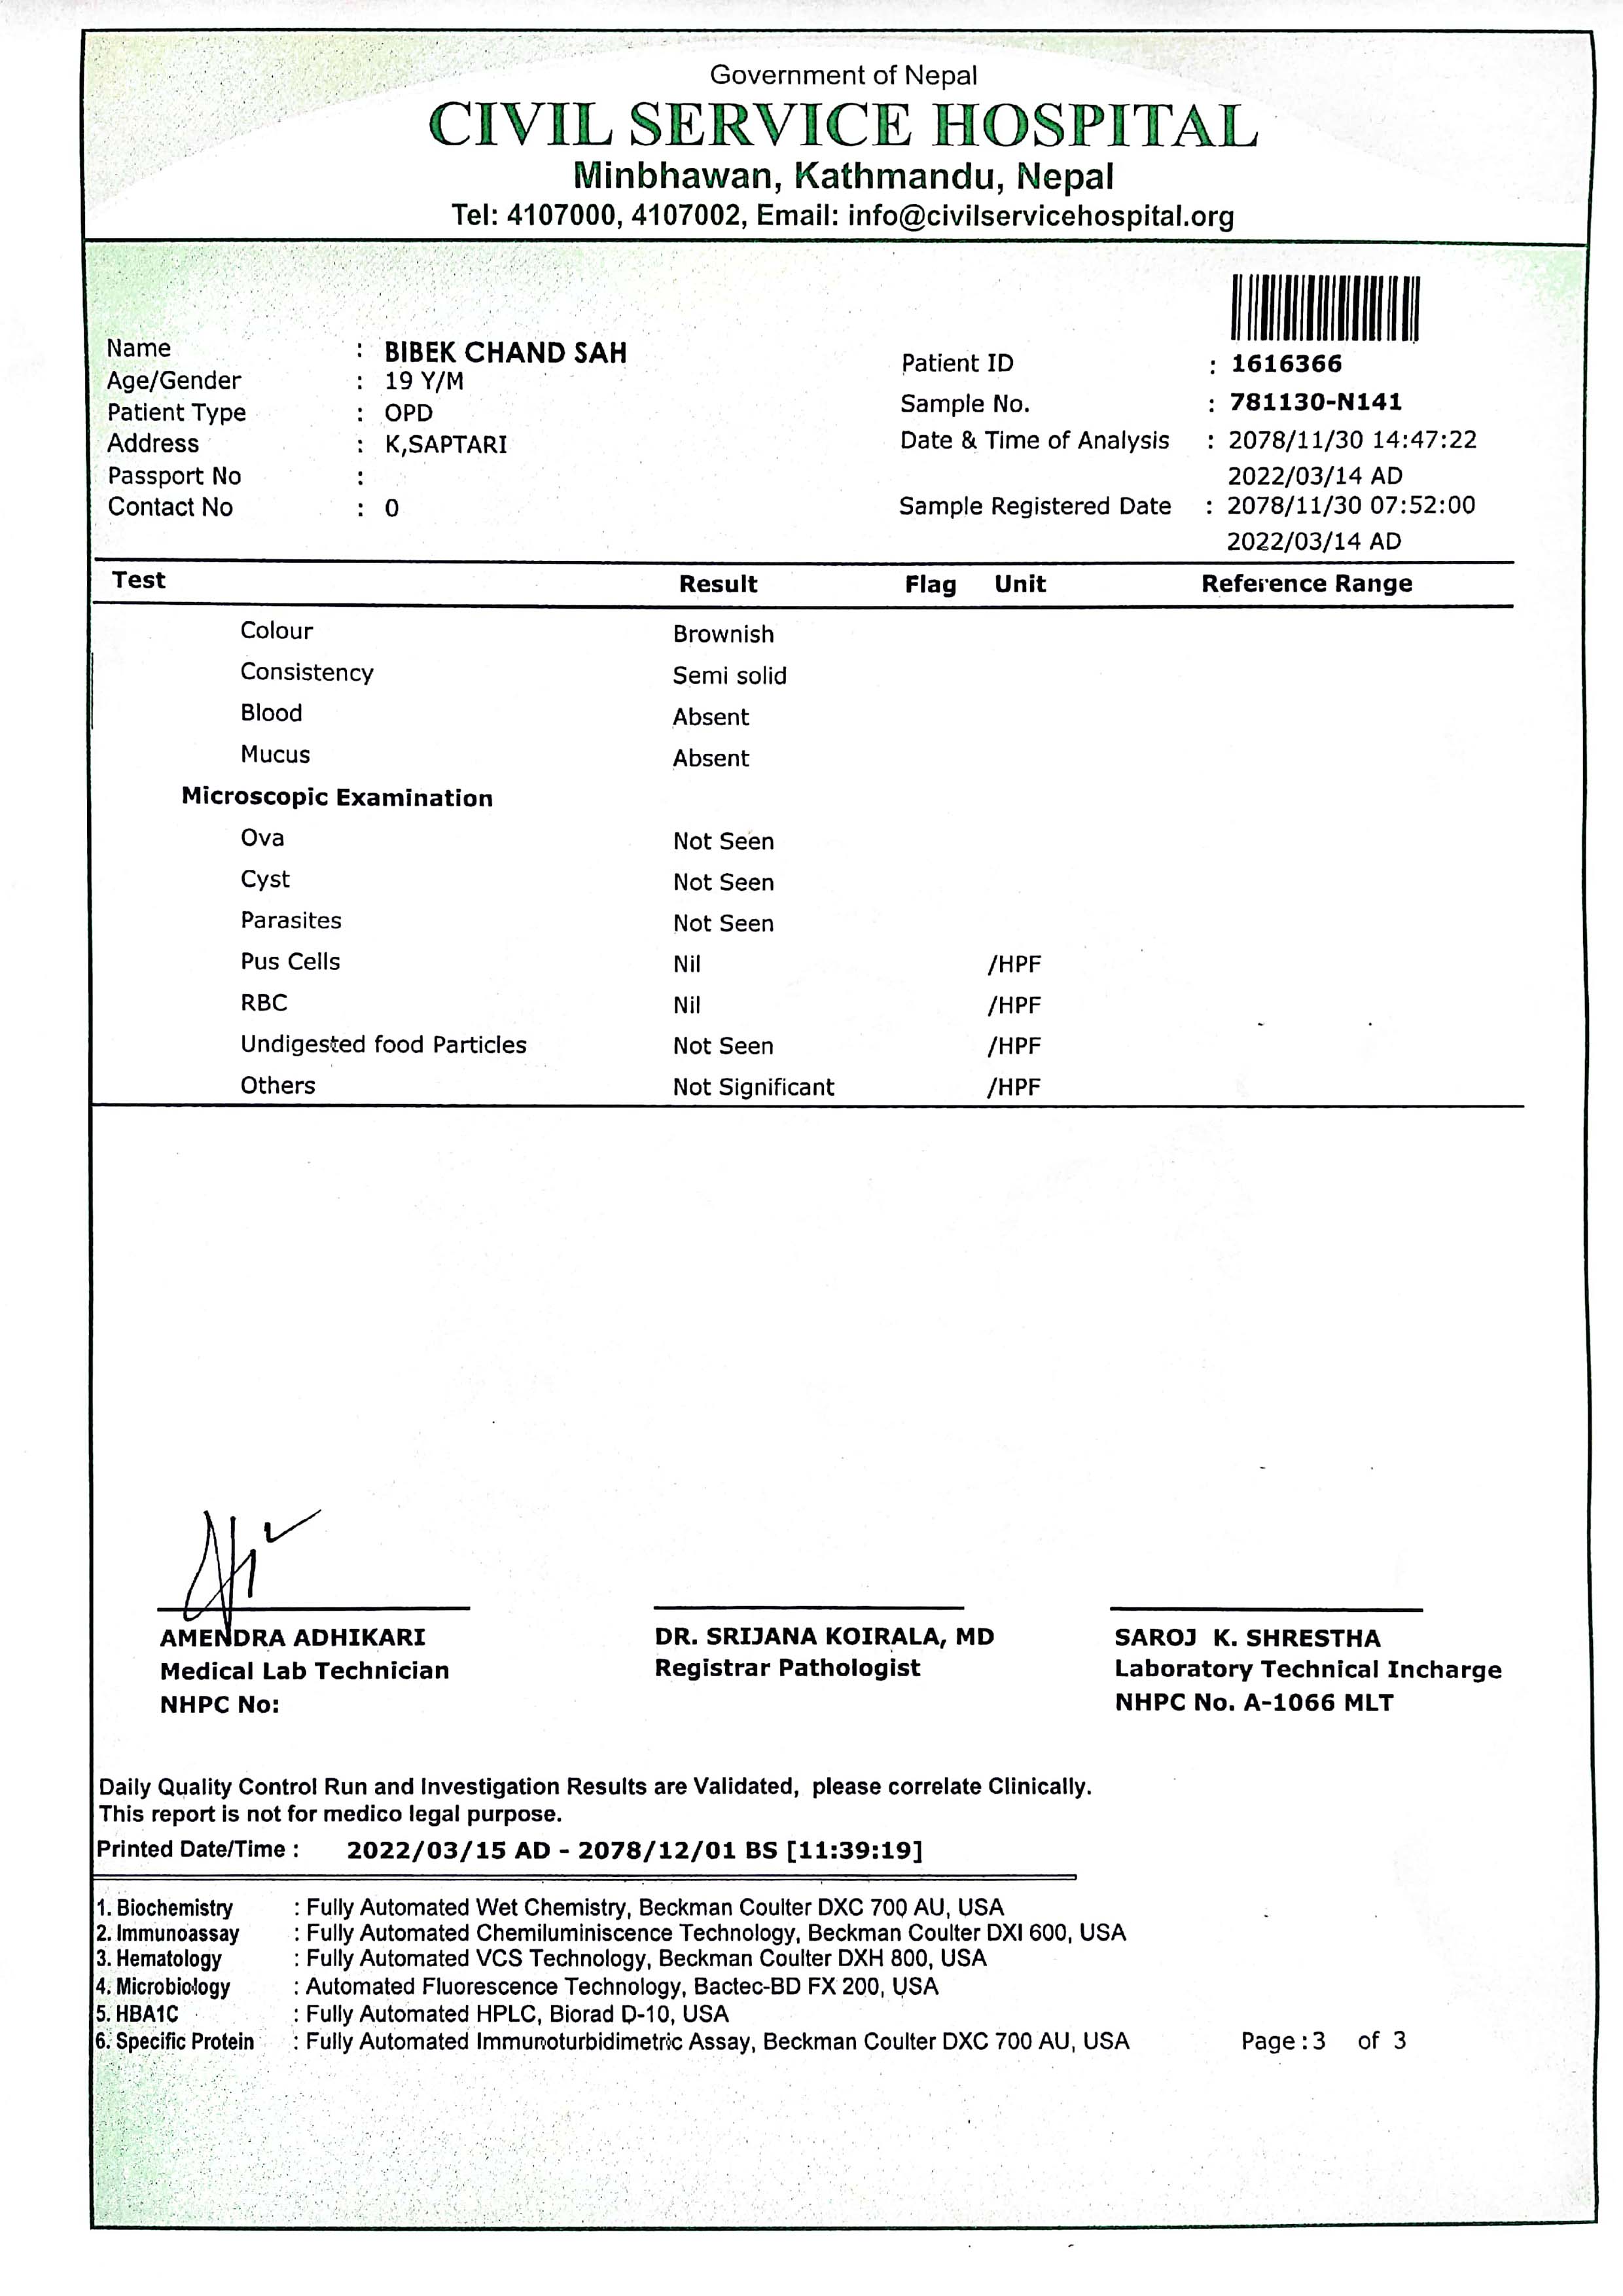 Government of Nepal
CIVIL SERVICE HOSPITAL
Minbhawan, Kathmandu, Nepal
Tel: 4107000, 4107002, Email: info@civilservicehospital.org
Name : BIBEK CHAND SAH
Age/Gender : 19 Y/M
Patient Type : OPD
Address : K,SAPTARI
Passport No :
Contact No : 0
Patient ID : 1616366
Sample No. : 781130-N141
Date & Time of Analysis : 2078/11/30 14:47:22
2022/03/14 AD
Sample Registered Date : 2078/11/30 07:52:00
2022/03/14 AD
Test Result Flag Unit Reference Range
Colour Brownish
Consistency Semi solid
Blood Absent
Mucus Absent
Microscopic Examination
Ova Not Seen
Cyst Not Seen
Parasites Not Seen
Pus Cells Nil /HPF
RBC Nil /HPF
Undigested food Particles Not Seen /HPF
Others Not Significant /HPF
AMENDRA ADHIKARI
Medical Lab Technician
NHPC No:
DR. SRIJANA KOIRALA, MD
Registrar Pathologist
SAROJ K. SHRESTHA
Laboratory Technical Incharge
NHPC No. A-1066 MLT
Daily Quality Control Run and Investigation Results are Validated, please correlate Clinically.
This report is not for medico legal purpose.
Printed Date/Time : 2022/03/15 AD - 2078/12/01 BS [11:39:19]
1. Biochemistry : Fully Automated Wet Chemistry, Beckman Coulter DXC 700 AU, USA
2. Immunoassay : Fully Automated Chemiluminiscence Technology, Beckman Coulter DXI 600, USA
3. Hematology : Fully Automated VCS Technology, Beckman Coulter DXH 800, USA
4. Microbiology : Automated Fluorescence Technology, Bactec-BD FX 200, USA
5. HBA1C : Fully Automated HPLC, Biorad D-10, USA
6. Specific Protein : Fully Automated Immunoturbidimetric Assay, Beckman Coulter DXC 700 AU, USA
Page : 3 of 3